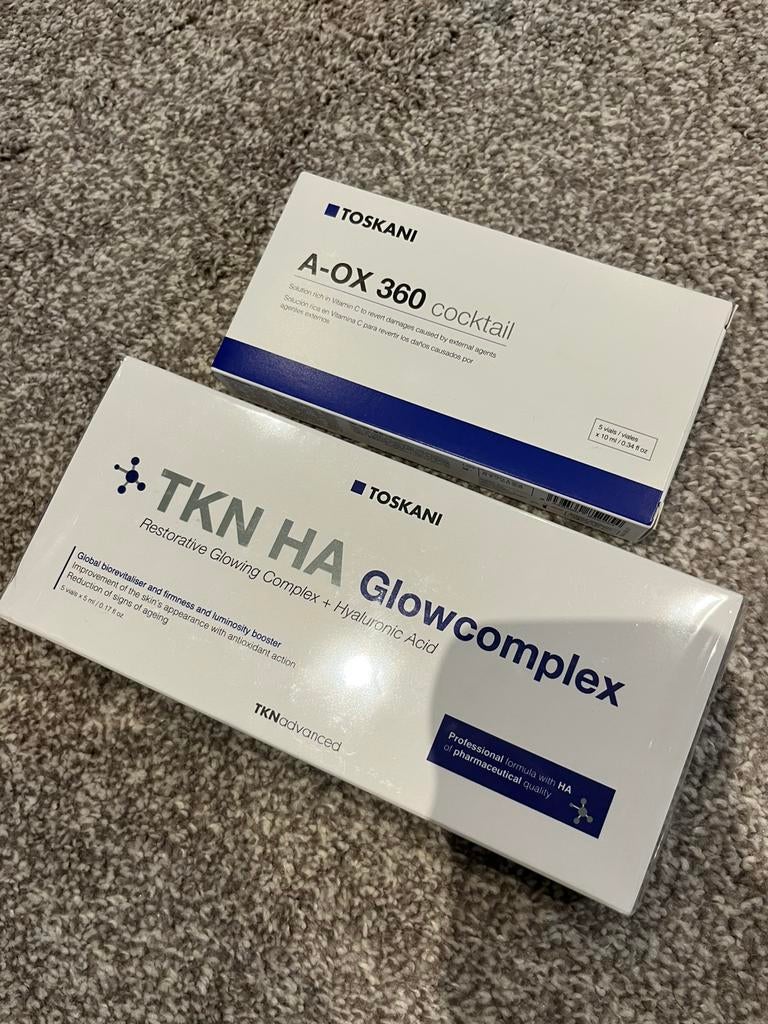 TOSKANI
A-OX 360 cocktail
Solution rich in Vitamin C to revert damages caused by external agents
Solución rica en Vitamina C para revertir los daños causados por
agentes externos
5 vials / viales
x 10 ml / 0.34 fl oz
TOSKANI
TKN HA Glowcomplex
Restorative Glowing Complex + Hyaluronic Acid
Global biorevitaliser and firmness and luminosity booster
Improvement of the skin's appearance with antioxidant action
Reduction of signs of ageing
5 vials x 5 ml / 0.17 fl oz
TKNadvanced
Professional formula with HA
of pharmaceutical quality